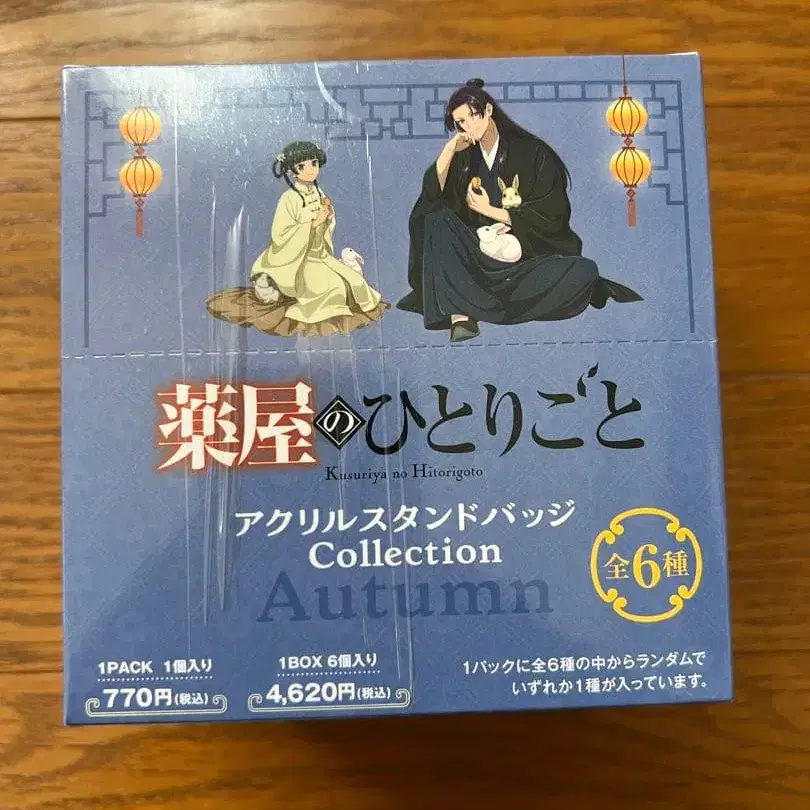 薬屋のひとりごと
Kusuriya no Hitorigoto
アクリルスタンドバッジ
Collection
Autumn
全6種
1PACK 1個入り
770円(税込)
1BOX 6個入り
4,620円(税込)
1パックに全6種の中からランダムで
いずれか1種が入っています。